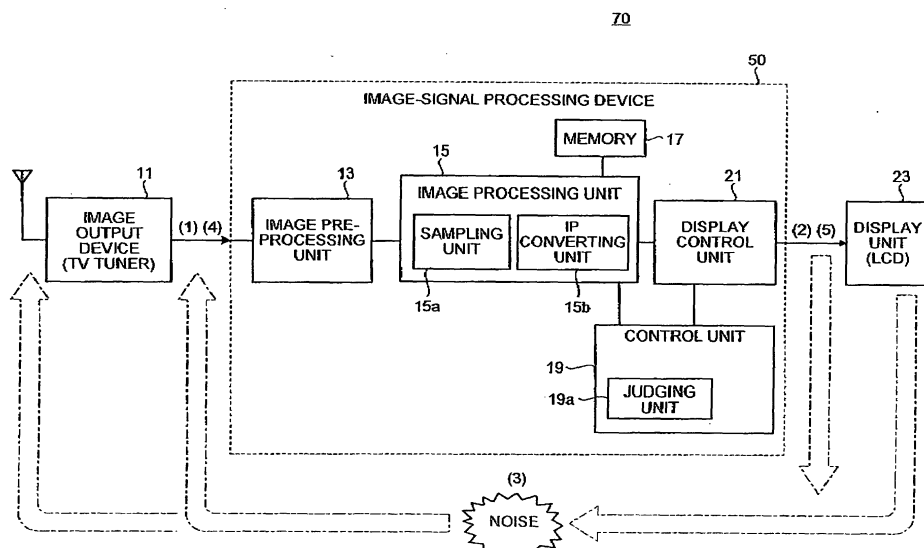 70
50
IMAGE-SIGNAL PROCESSING DEVICE
MEMORY
17
11
IMAGE
OUTPUT
DEVICE
(TV TUNER)
(1) (4)
13
IMAGE PRE-
PROCESSING
UNIT
15
IMAGE PROCESSING UNIT
SAMPLING
UNIT
15a
IP
CONVERTING
UNIT
15b
21
DISPLAY
CONTROL
UNIT
(2) (5)
23
DISPLAY
UNIT
(LCD)
CONTROL UNIT
19
19a
JUDGING
UNIT
(3)
NOISE